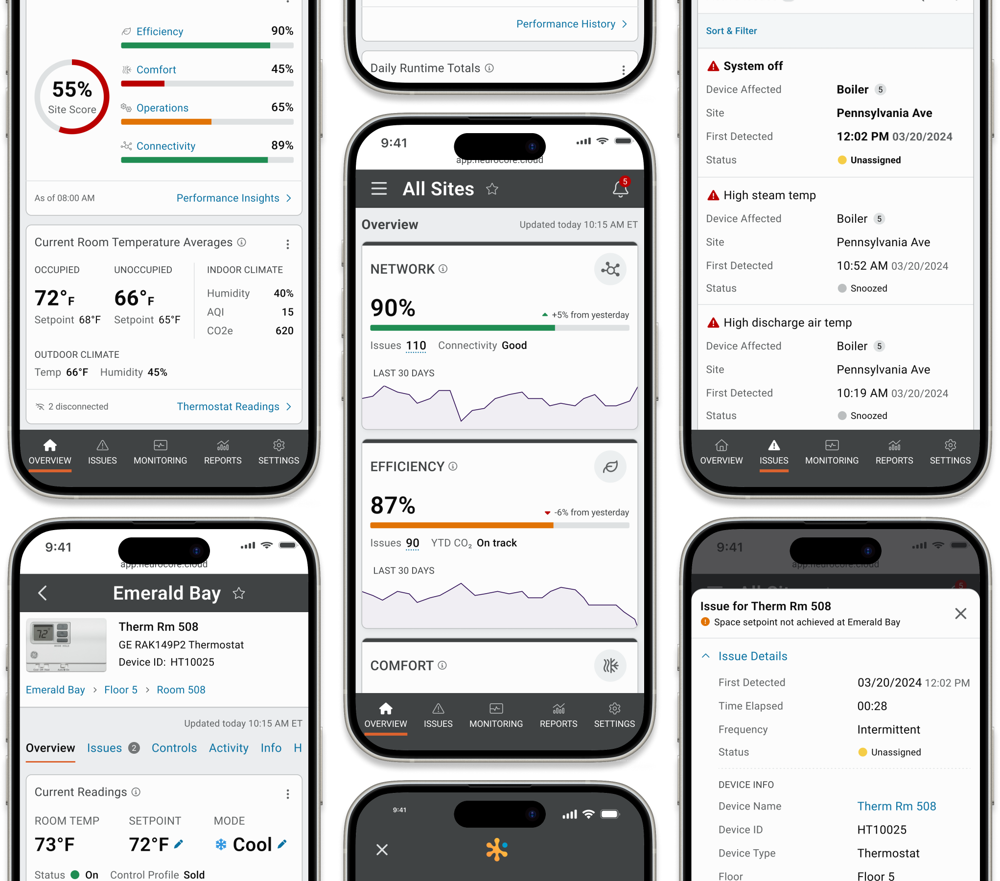 Efficiency 90%
Comfort 45%
55%
Site Score
Operations 65%
Connectivity 89%
As of 08:00 AM
Performance Insights
Current Room Temperature Averages
OCCUPIED UNOCCUPIED INDOOR CLIMATE
72°F 66°F
Setpoint 68°F Setpoint 65°F
Humidity 40%
AQI 15
CO2e 620
OUTDOOR CLIMATE
Temp 66°F Humidity 45%
2 disconnected
Thermostat Readings
OVERVIEW ISSUES MONITORING REPORTS SETTINGS
9:41
app.neurocore.cloud
Emerald Bay
72°
MODE HOLD
Cool Off Heat Auto On
Therm Rm 508
GE RAK149P2 Thermostat
Device ID: HT10025
Emerald Bay > Floor 5 > Room 508
Updated today 10:15 AM ET
Overview Issues 2 Controls Activity Info H
Current Readings
ROOM TEMP SETPOINT MODE
73°F 72°F Cool
Status On Control Profile Sold
Performance History
Daily Runtime Totals
9:41
app.neurocore.cloud
All Sites
5
Overview
Updated today 10:15 AM ET
NETWORK
90%
+5% from yesterday
Issues 110 Connectivity Good
LAST 30 DAYS
EFFICIENCY
87%
-6% from yesterday
Issues 90 YTD CO₂ On track
LAST 30 DAYS
COMFORT
OVERVIEW ISSUES MONITORING REPORTS SETTINGS
9:41
Sort & Filter
System off
Device Affected Boiler 5
Site Pennsylvania Ave
First Detected 12:02 PM 03/20/2024
Status Unassigned
High steam temp
Device Affected Boiler 5
Site Pennsylvania Ave
First Detected 10:52 AM 03/20/2024
Status Snoozed
High discharge air temp
Device Affected Boiler 5
Site Pennsylvania Ave
First Detected 10:19 AM 03/20/2024
Status Snoozed
OVERVIEW ISSUES MONITORING REPORTS SETTINGS
9:41
app.neurocore.cloud
All Sites
5
Issue for Therm Rm 508
Space setpoint not achieved at Emerald Bay
Issue Details
First Detected 03/20/2024 12:02 PM
Time Elapsed 00:28
Frequency Intermittent
Status Unassigned
DEVICE INFO
Device Name Therm Rm 508
Device ID HT10025
Device Type Thermostat
Floor Floor 5